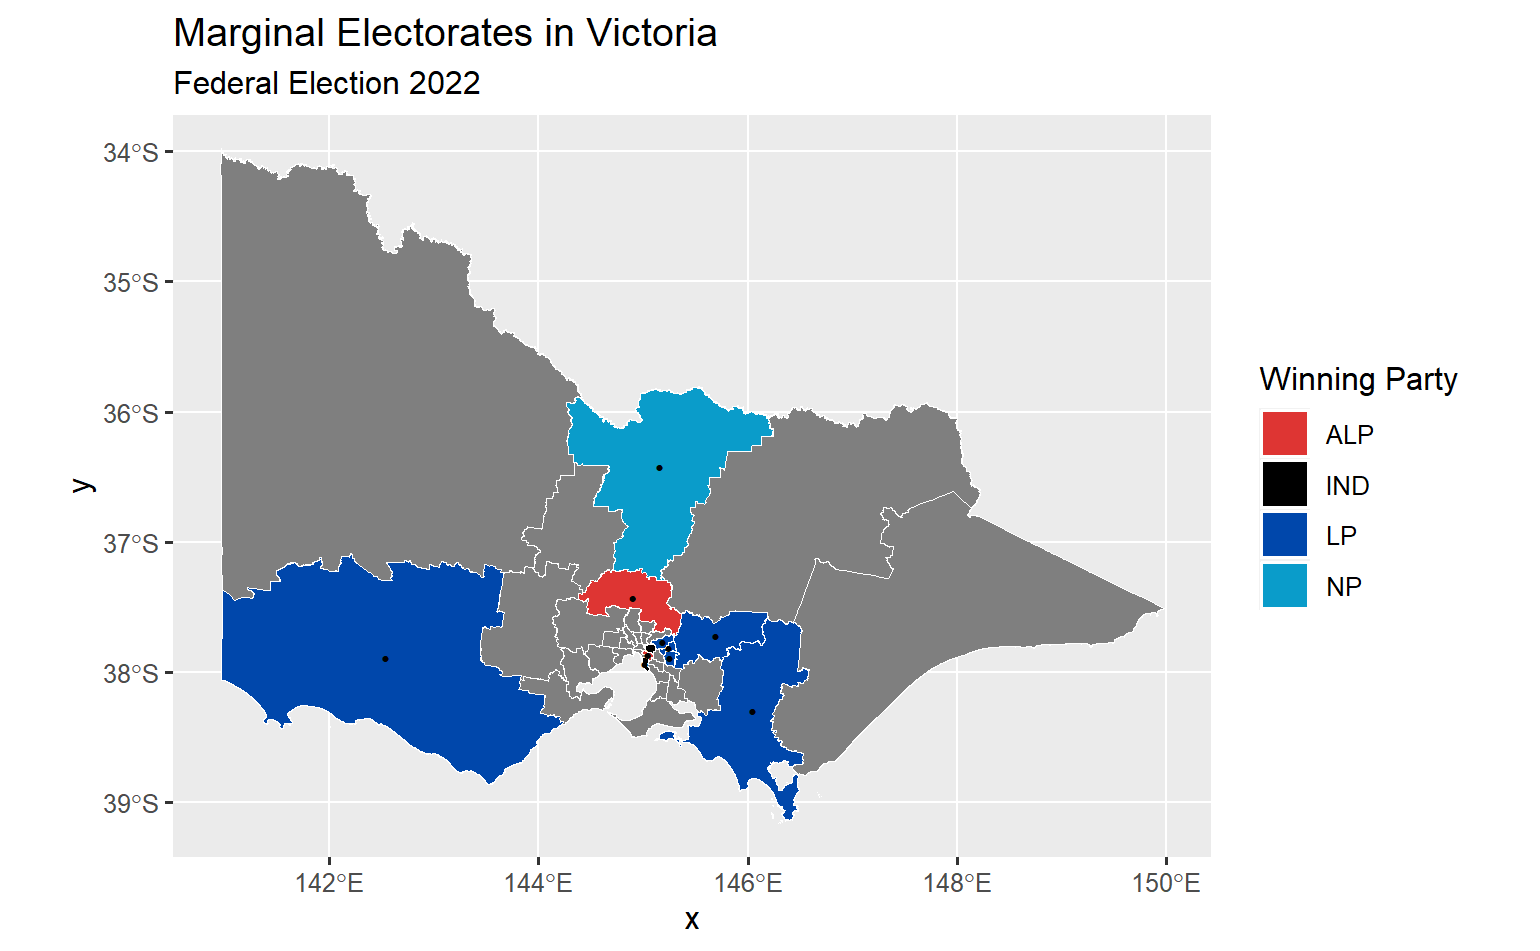 Marginal Electorates in Victoria
Federal Election 2022
34°S
35°S
36°S
37°S
38°S
39°S
y
142°E
144°E
146°E
148°E
150°E
x
Winning Party
ALP
IND
LP
NP